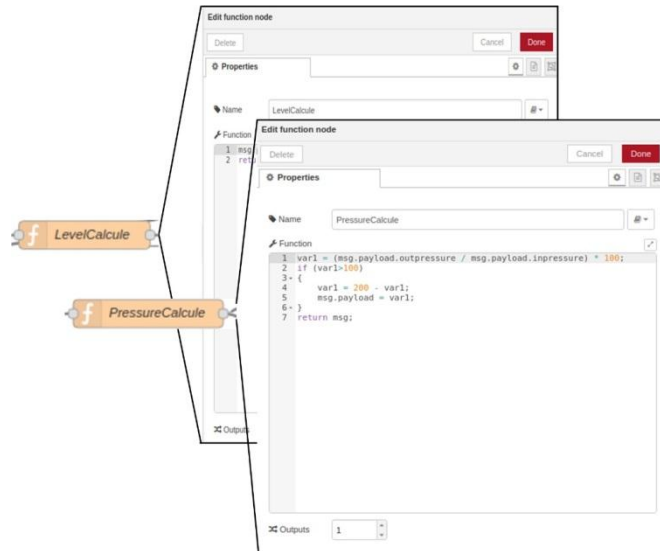 Edit function node
Delete
Cancel
Done
Properties
Name
LevelCalcule
Function
1
2
LevelCalcule
PressureCalcule
Outputs
Edit function node
Delete
Cancel
Done
Properties
Name
PressureCalcule
Function
1 var1 = (msg.payload.outpressure / msg.payload.inpressure) * 100;
2 if (var1>100)
3 {
4 var1 = 200 - var1;
5 msg.payload = var1;
6 }
7 return msg;
Outputs
1